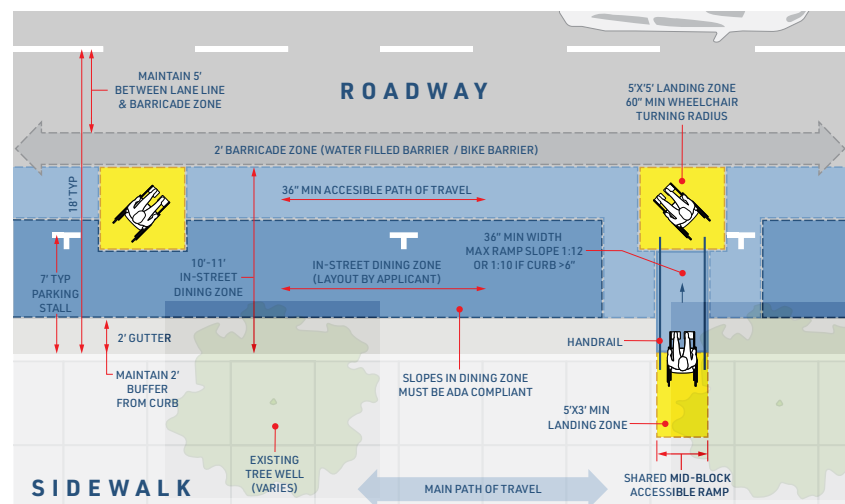 MAINTAIN 5'
BETWEEN LANE LINE
& BARRICADE ZONE
ROADWAY
5'X'5' LANDING ZONE
60" MIN WHEELCHAIR
TURNING RADIUS
2' BARRICADE ZONE (WATER FILLED BARRIER / BIKE BARRIER)
18' TYP
36" MIN ACCESIBLE PATH OF TRAVEL
7' TYP
PARKING
STALL
10'-11'
IN-STREET
DINING ZONE
IN-STREET DINING ZONE
(LAYOUT BY APPLICANT)
36" MIN WIDTH
MAX RAMP SLOPE 1:12
OR 1:10 IF CURB >6"
2' GUTTER
MAINTAIN 2'
BUFFER
FROM CURB
SLOPES IN DINING ZONE
MUST BE ADA COMPLIANT
HANDRAIL
5'X3' MIN
LANDING ZONE
EXISTING
TREE WELL
(VARIES)
SIDEWALK
MAIN PATH OF TRAVEL
SHARED MID-BLOCK
ACCESSIBLE RAMP